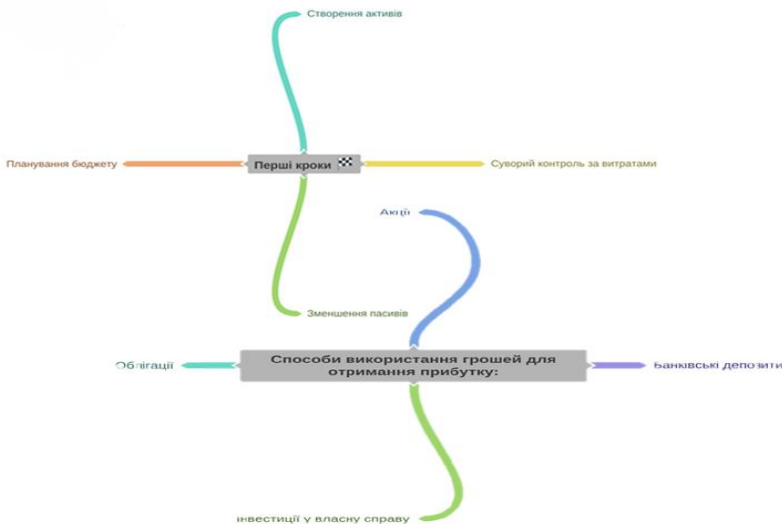 Створення активів
Планування бюджету
Перші кроки
Суворий контроль за витратами
Акції
Зменшення пасивів
Способи використання грошей для
отримання прибутку:
Облігації
Банківські депозити
інвестиції у власну справу